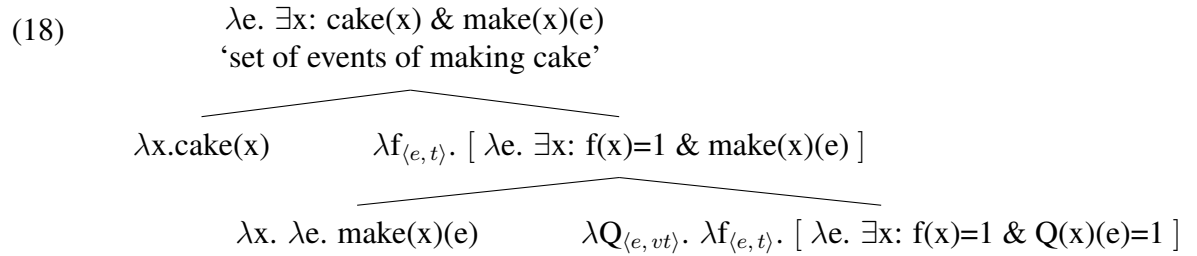 (18) λe. ∃x: cake(x) & make(x)(e)
‘set of events of making cake’
λx.cake(x) λf⟨e, t⟩. [ λe. ∃x: f(x)=1 & make(x)(e) ]
λx. λe. make(x)(e) λQ⟨e, vt⟩. λf⟨e, t⟩. [ λe. ∃x: f(x)=1 & Q(x)(e)=1 ]